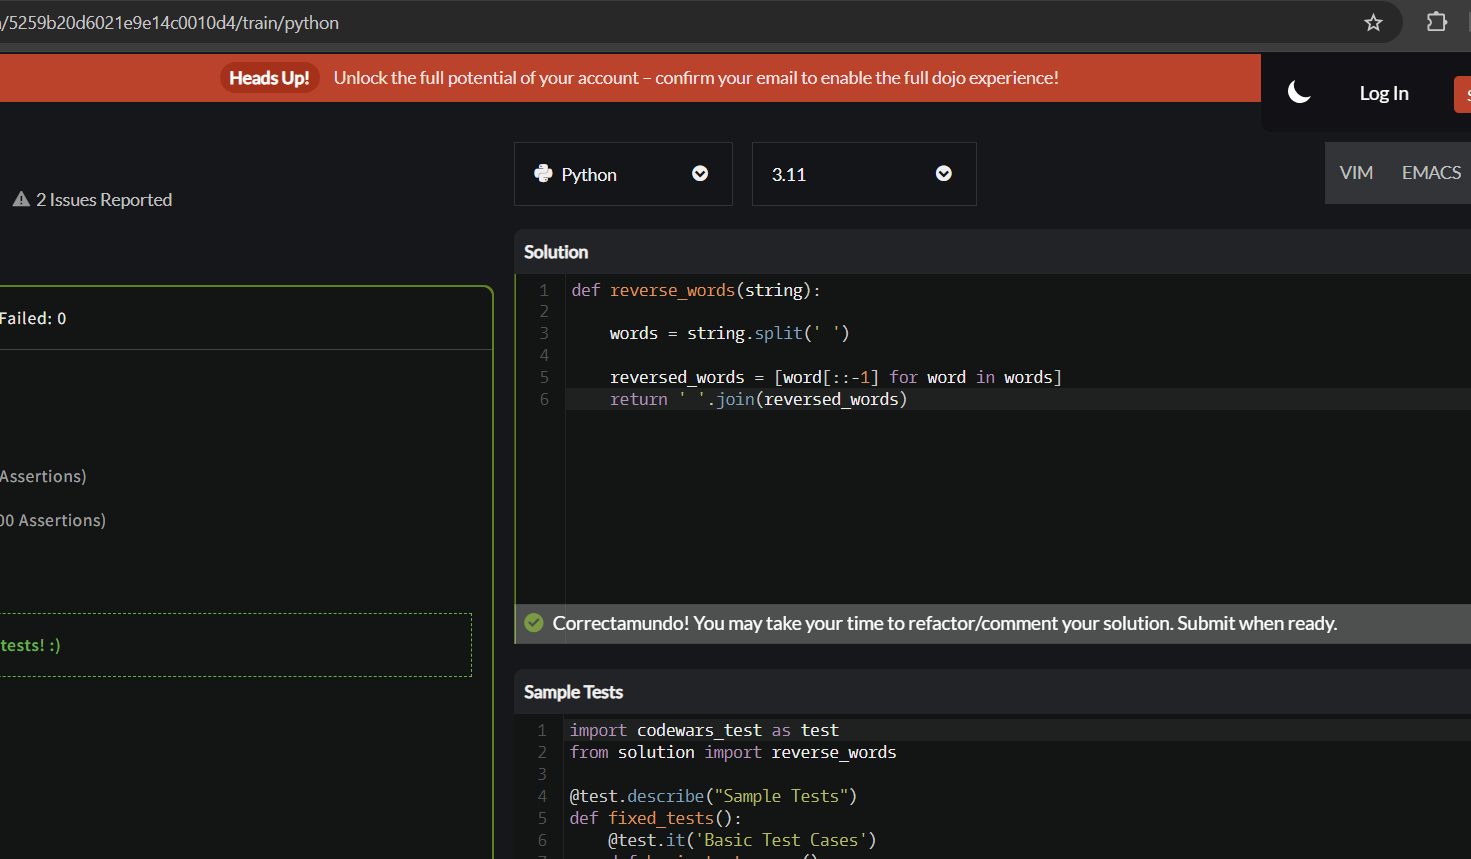 /5259b20d6021e9e14c0010d4/train/python
Heads Up! Unlock the full potential of your account – confirm your email to enable the full dojo experience!
Log In
Python
3.11
VIM EMACS
2 Issues Reported
Failed: 0
Assertions)
00 Assertions)
tests! :)
Solution
1 def reverse_words(string):
2
3 words = string.split(' ')
4
5 reversed_words = [word[::-1] for word in words]
6 return ' '.join(reversed_words)
Correctamundo! You may take your time to refactor/comment your solution. Submit when ready.
Sample Tests
1 import codewars_test as test
2 from solution import reverse_words
3
4 @test.describe("Sample Tests")
5 def fixed_tests():
6 @test.it('Basic Test Cases')